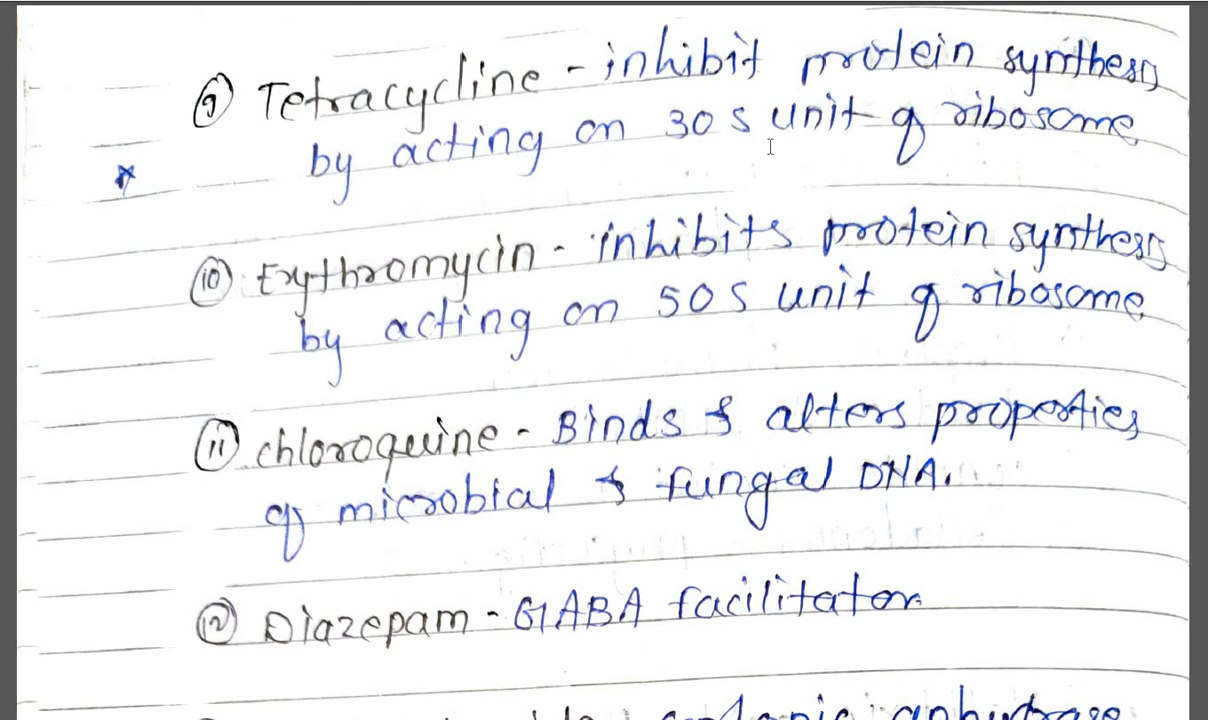 ⑨ Tetracycline - inhibit protein synthesis
by acting on 30 s unit of ribosome
⑩ Erythromycin - inhibits protein synthesis
by acting on 50 s unit of ribosome
⑪ chloroquine - Binds & alters properties
of microbial & fungal DNA.
⑫ Diazepam - GABA facilitator.
anhydrase